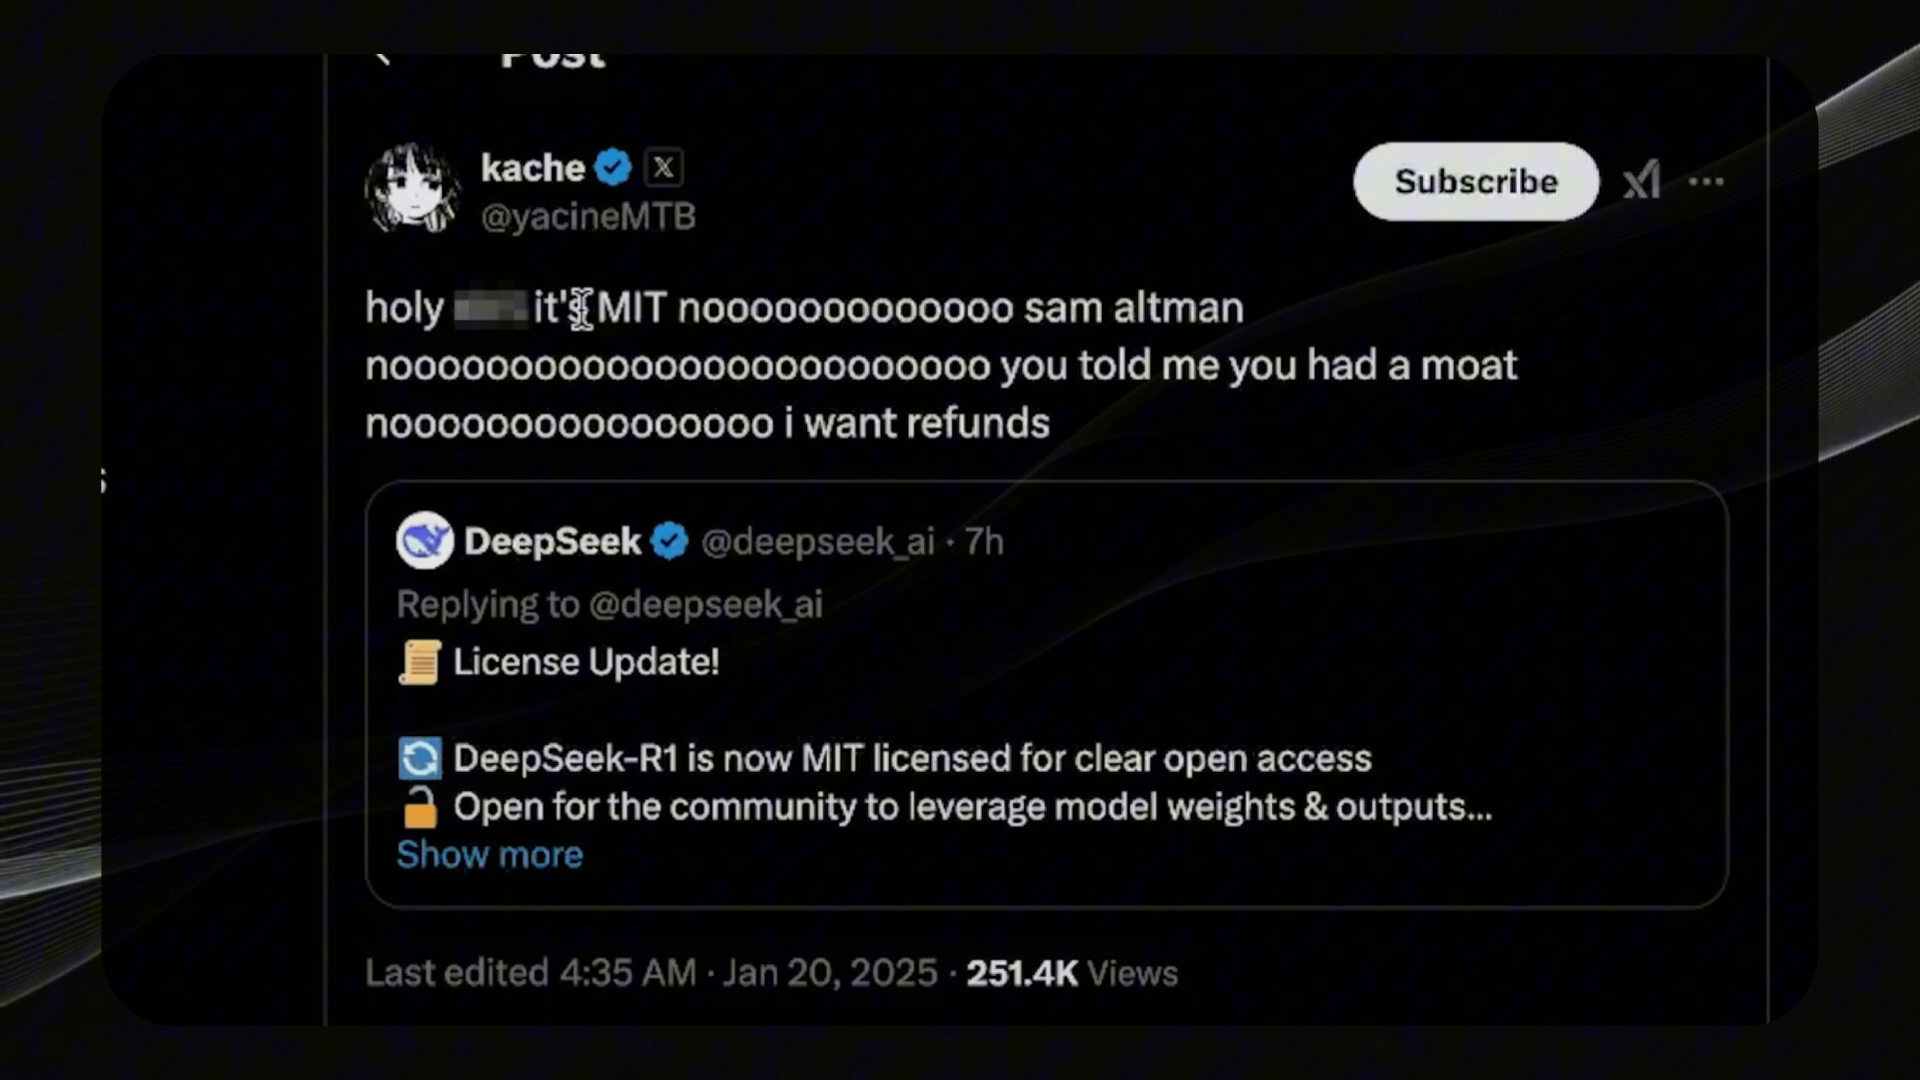 Post
kache
@yacineMTB
Subscribe
holy it's MIT nooooooooooooo sam altman
nooooooooooooooooooooooooo you told me you had a moat
noooooooooooooooo i want refunds
DeepSeek @deepseek_ai · 7h
Replying to @deepseek_ai
📜 License Update!
🔄 DeepSeek-R1 is now MIT licensed for clear open access
🔓 Open for the community to leverage model weights & outputs...
Show more
Last edited 4:35 AM · Jan 20, 2025 · 251.4K Views